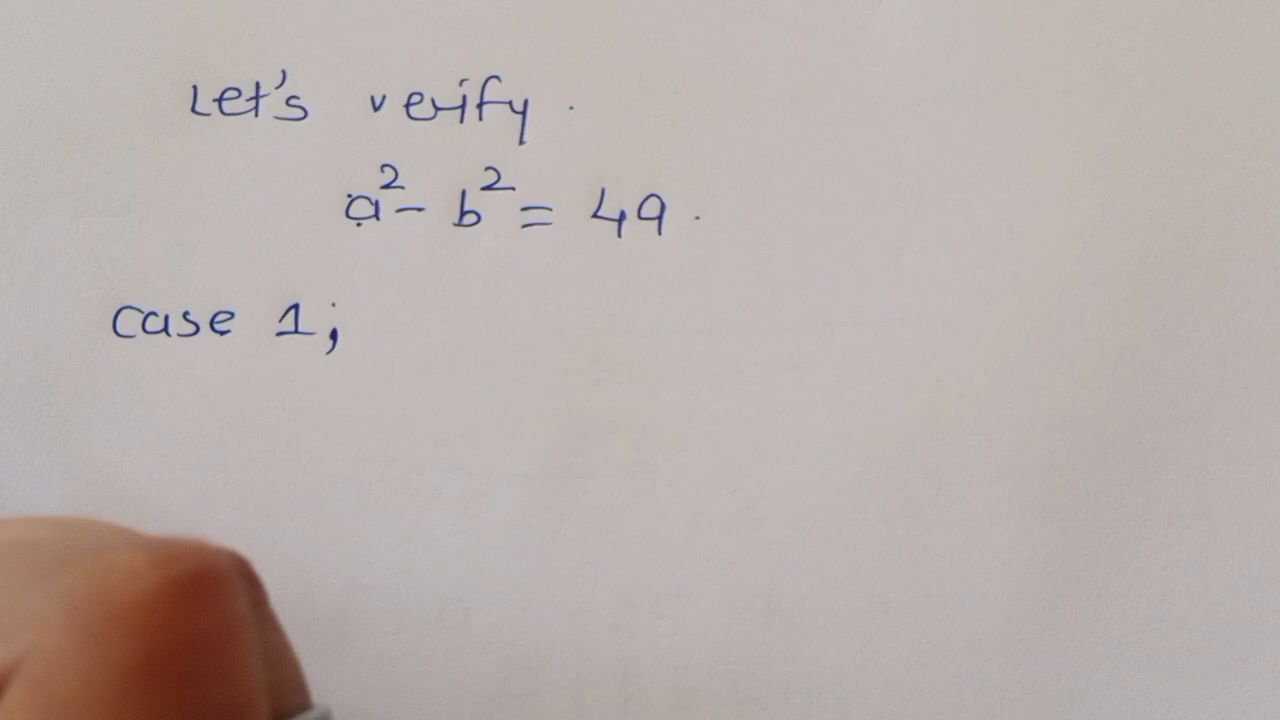 Let's verify.
a² - b² = 49.
case 1;